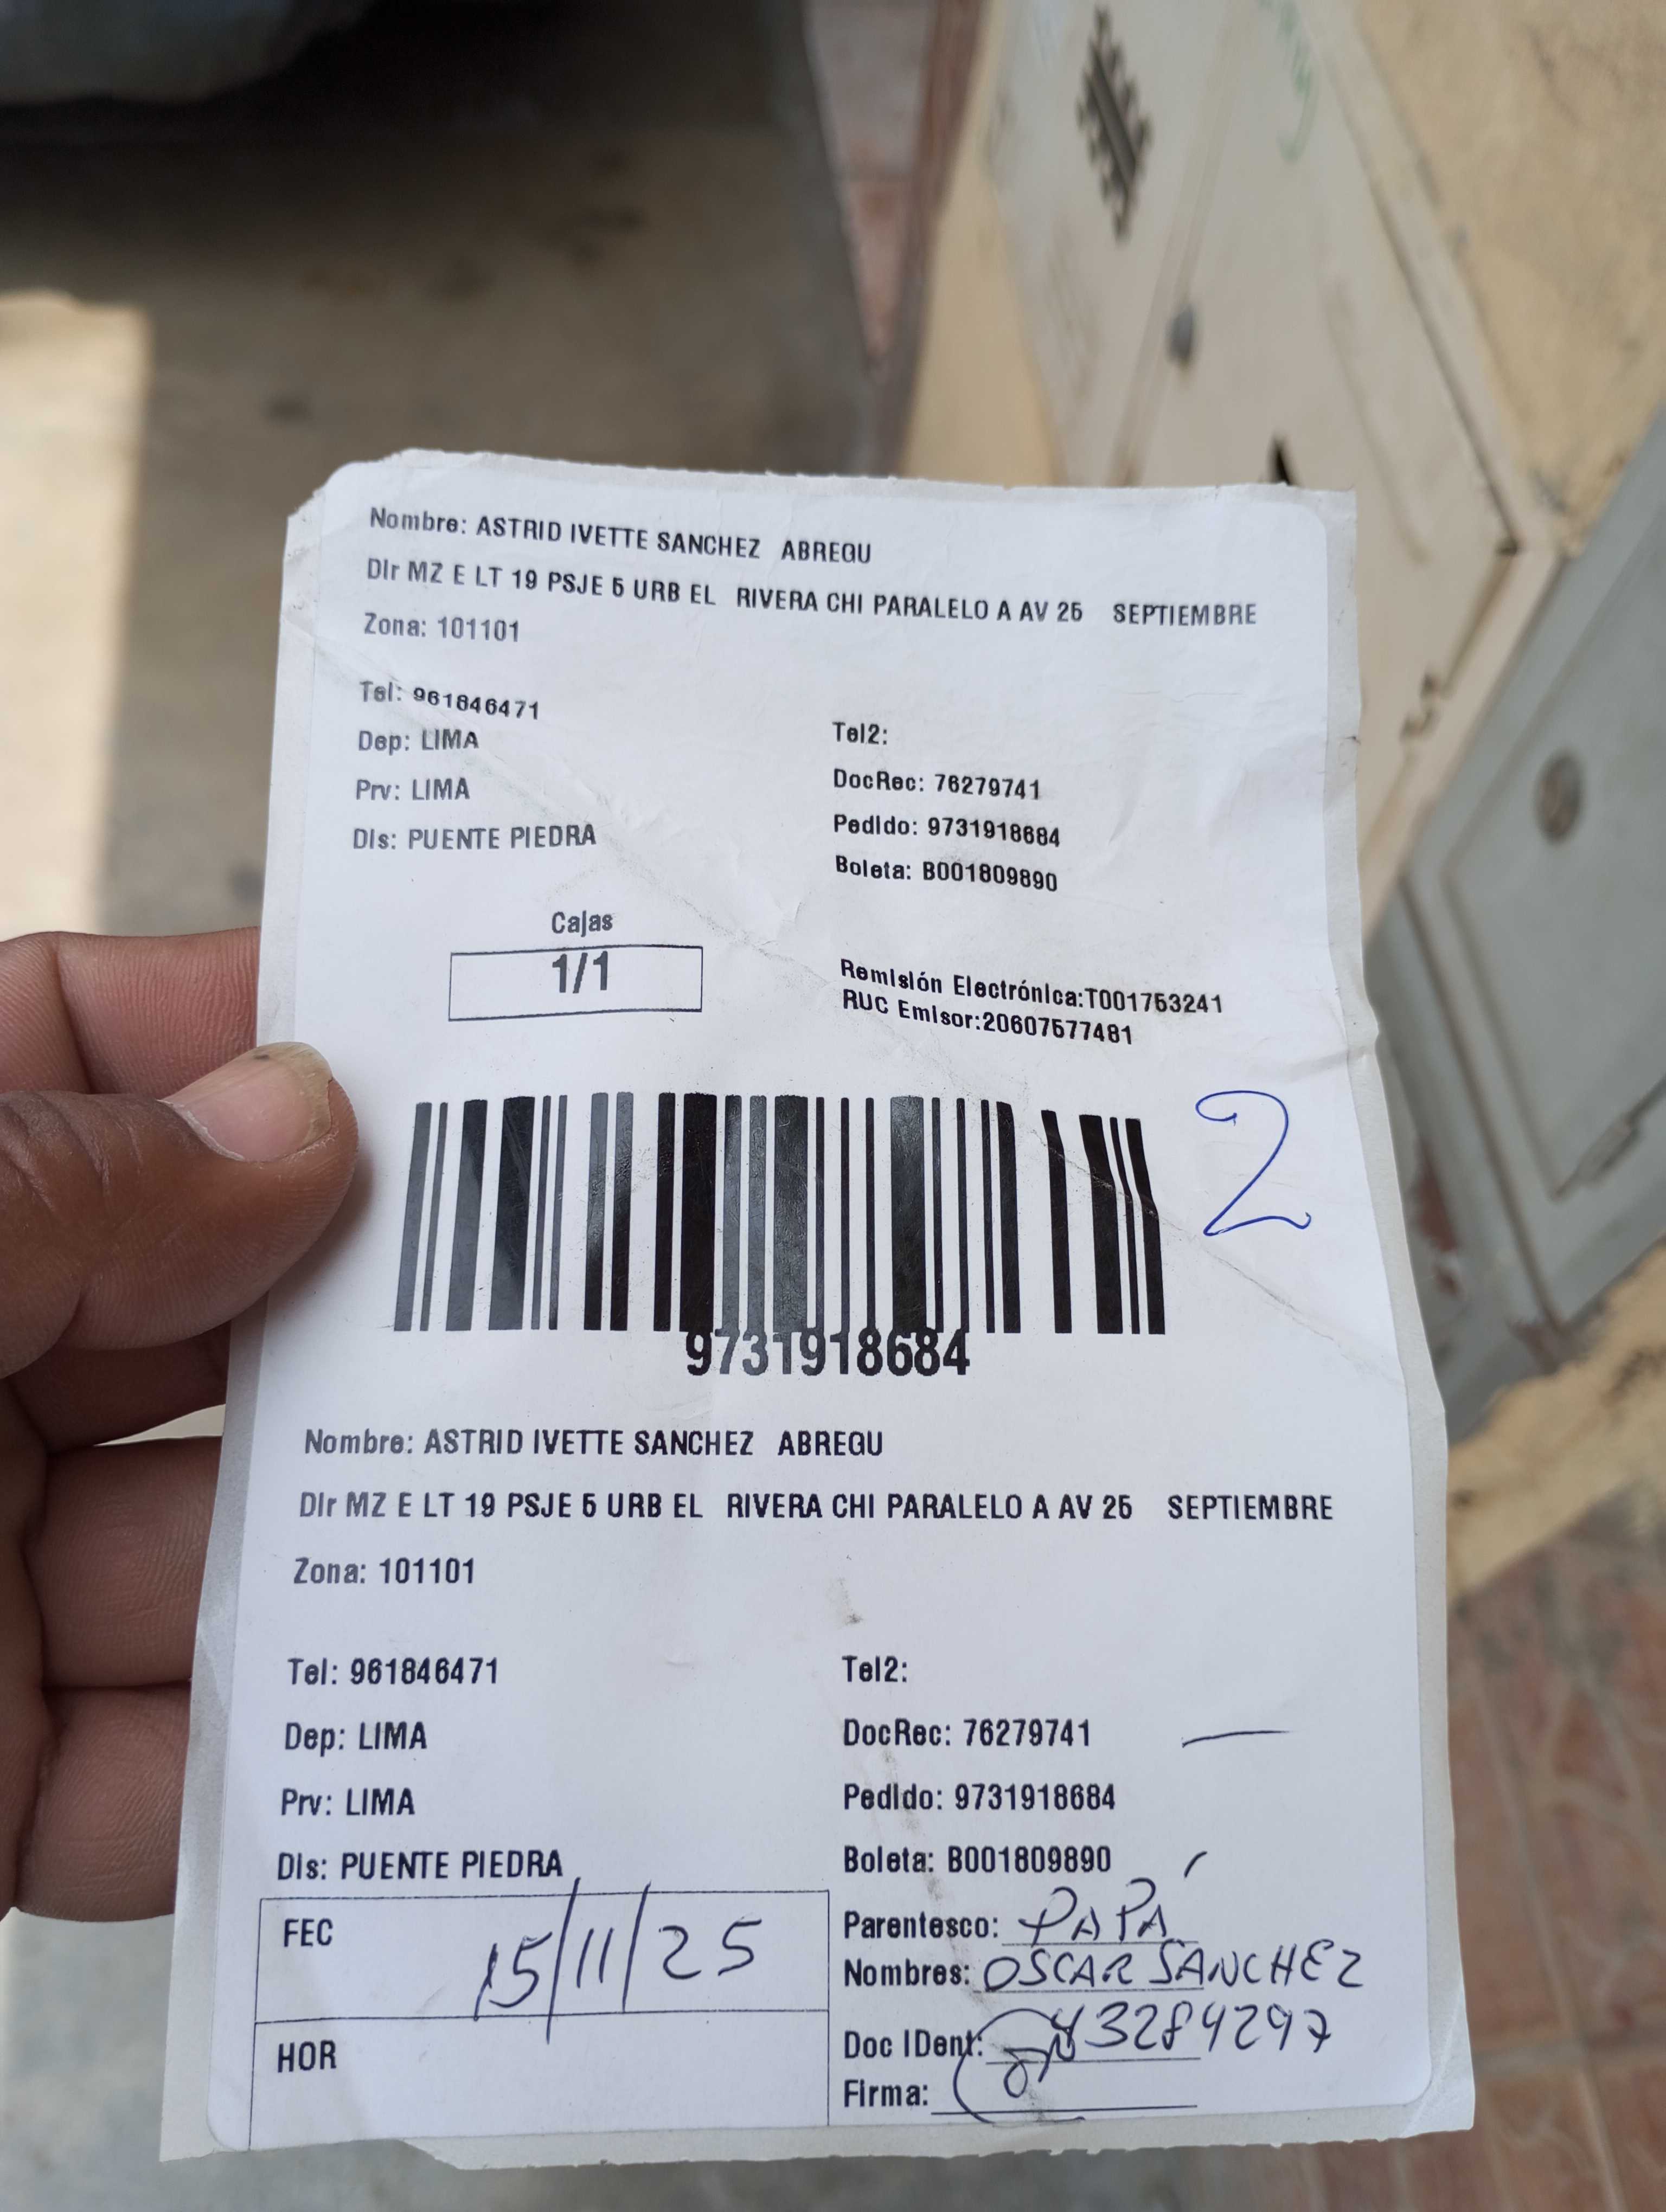 Nombre: ASTRID IVETTE SANCHEZ ABREGU
Dir MZ E LT 19 PSJE 5 URB EL RIVERA CHI PARALELO A AV 25 SEPTIEMBRE
Zona: 101101
Tel: 961846471
Tel2:
Dep: LIMA
DocRec: 76279741
Prv: LIMA
Pedido: 9731918684
Dis: PUENTE PIEDRA
Boleta: B001809890
Cajas
1/1
Remisión Electrónica:T001753241
RUC Emisor:20607577481
2
9731918684
Nombre: ASTRID IVETTE SANCHEZ ABREGU
Dir MZ E LT 19 PSJE 5 URB EL RIVERA CHI PARALELO A AV 25 SEPTIEMBRE
Zona: 101101
Tel: 961846471
Tel2:
Dep: LIMA
DocRec: 76279741
Prv: LIMA
Pedido: 9731918684
Dis: PUENTE PIEDRA
Boleta: B001809890
FEC 15/11/25
Parentesco: PAPÁ
Nombres: OSCAR SANCHEZ
HOR
Doc IDent:
Firma: